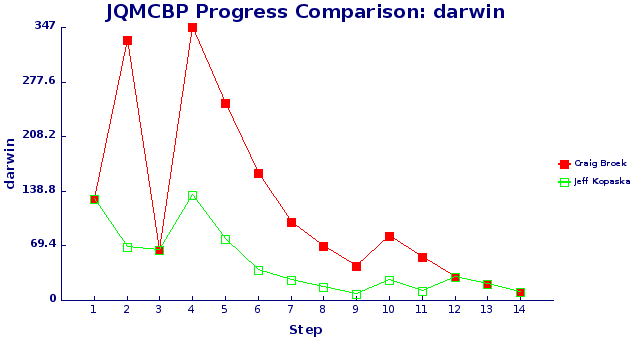 JQMCBP Progress Comparison: darwin
347
277.6
208.2
138.8
69.4
0
darwin
1 2 3 4 5 6 7 8 9 10 11 12 13 14
Step
Craig Broek
Jeff Kopaska